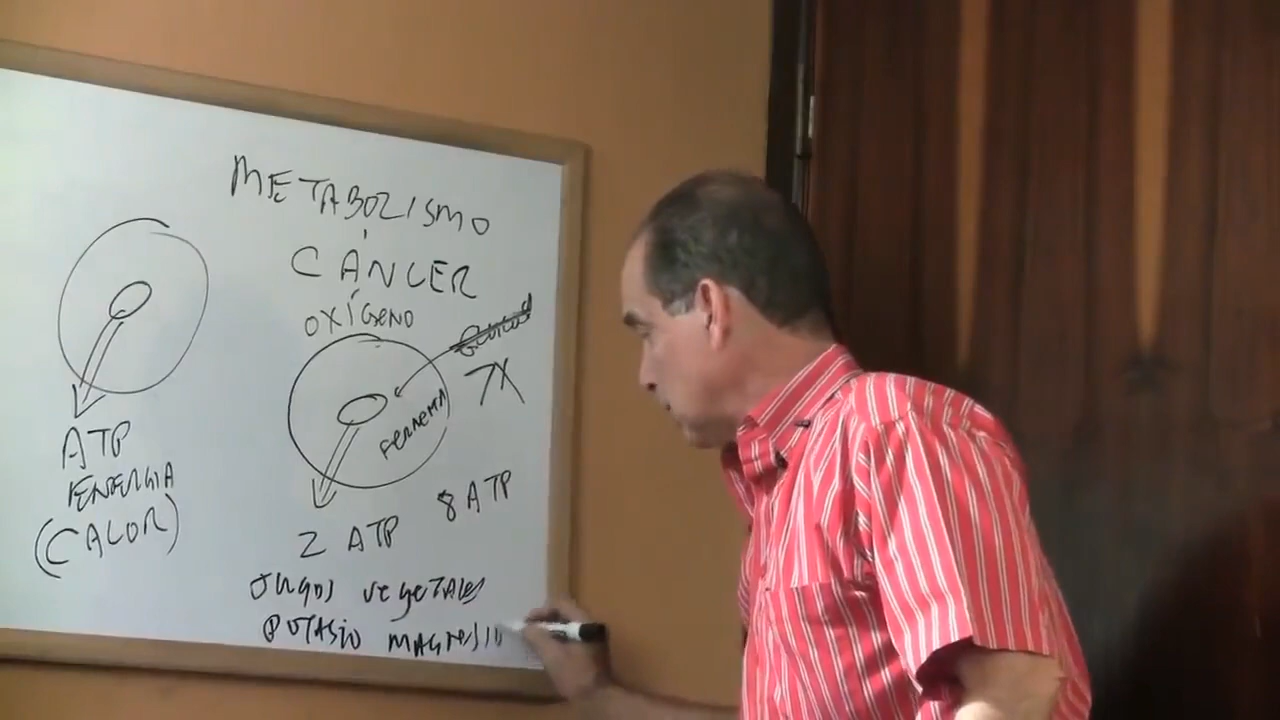 METABOLISMO
CÁNCER
OXÍGENO
7X
FERMENTA
ATP
ENERGIA
(CALOR)
2 ATP
8 ATP
JUGOS VEGETALES
POTASIO MAGNESIO